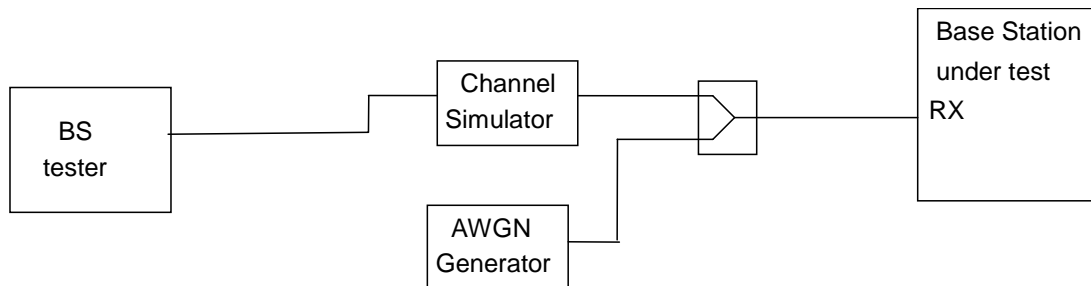 BS
tester
Channel
Simulator
AWGN
Generator
Base Station
under test
RX